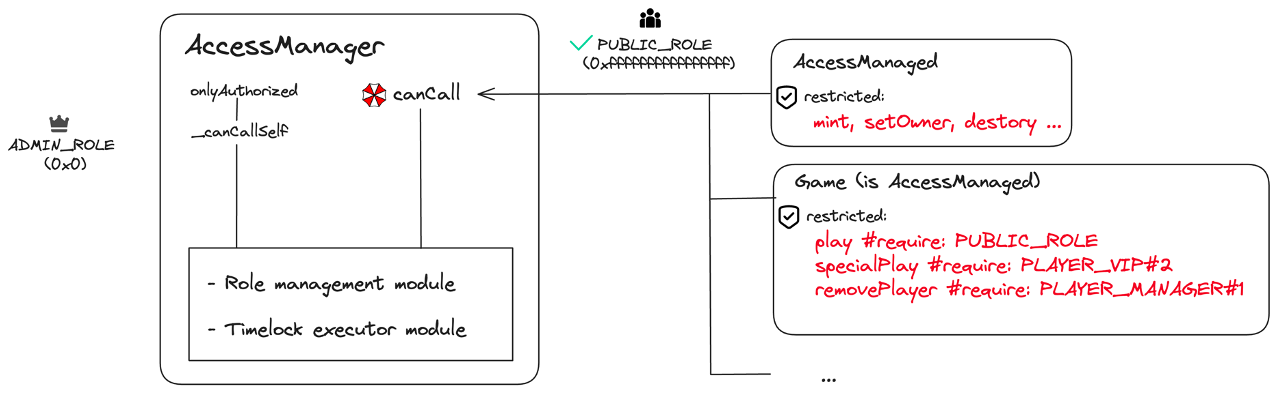 AccessManager
onlyAuthorized
canCall
_canCallSelf
ADMIN_ROLE
(0x0)
- Role management module
- Timelock executor module
PUBLIC_ROLE
(0xffffffffffffffff)
AccessManaged
restricted:
mint, setOwner, destory ...
Game (is AccessManaged)
restricted:
play #require: PUBLIC_ROLE
specialPlay #require: PLAYER_VIP#2
removePlayer #require: PLAYER_MANAGER#1
...